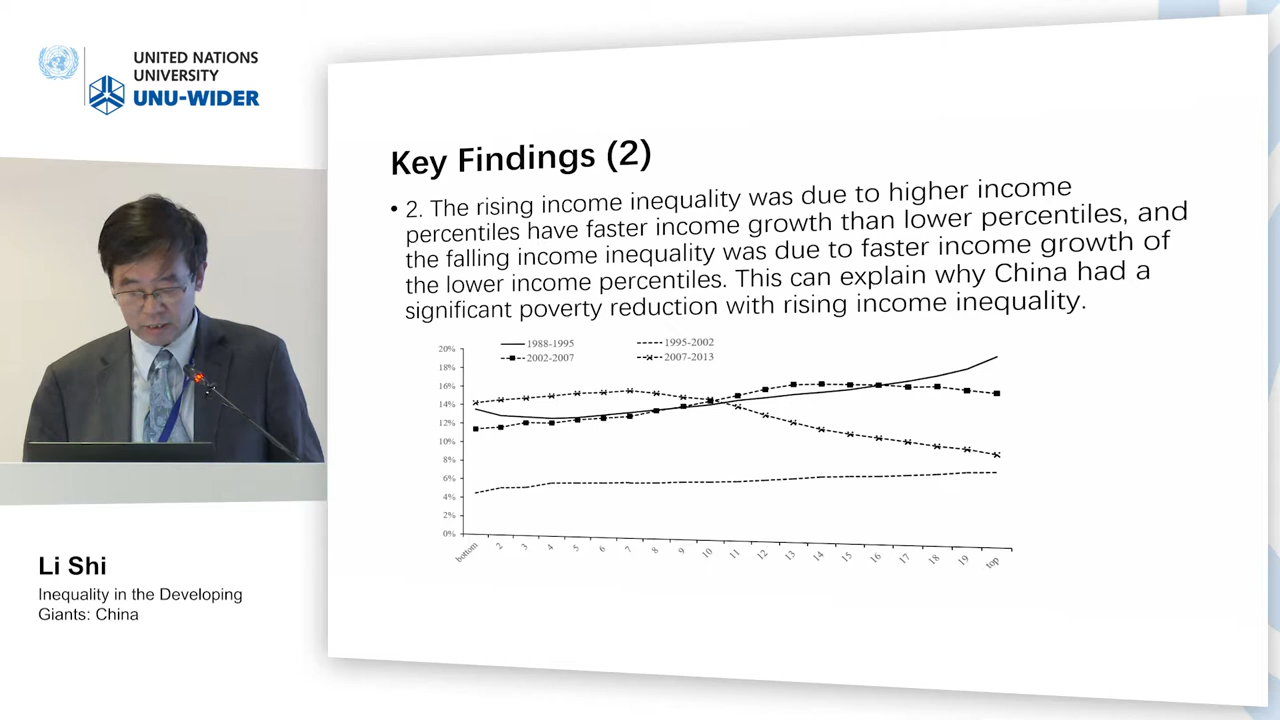 UNITED NATIONS
UNIVERSITY
UNU-WIDER
Key Findings (2)
• 2. The rising income inequality was due to higher income
percentiles have faster income growth than lower percentiles, and
the falling income inequality was due to faster income growth of
the lower income percentiles. This can explain why China had a
significant poverty reduction with rising income inequality.
1988-1995
1995-2002
2002-2007
2007-2013
20%
18%
16%
14%
12%
10%
8%
6%
4%
2%
0%
bottom 2 3 4 5 6 7 8 9 10 11 12 13 14 15 16 17 18 19 top
Li Shi
Inequality in the Developing
Giants: China